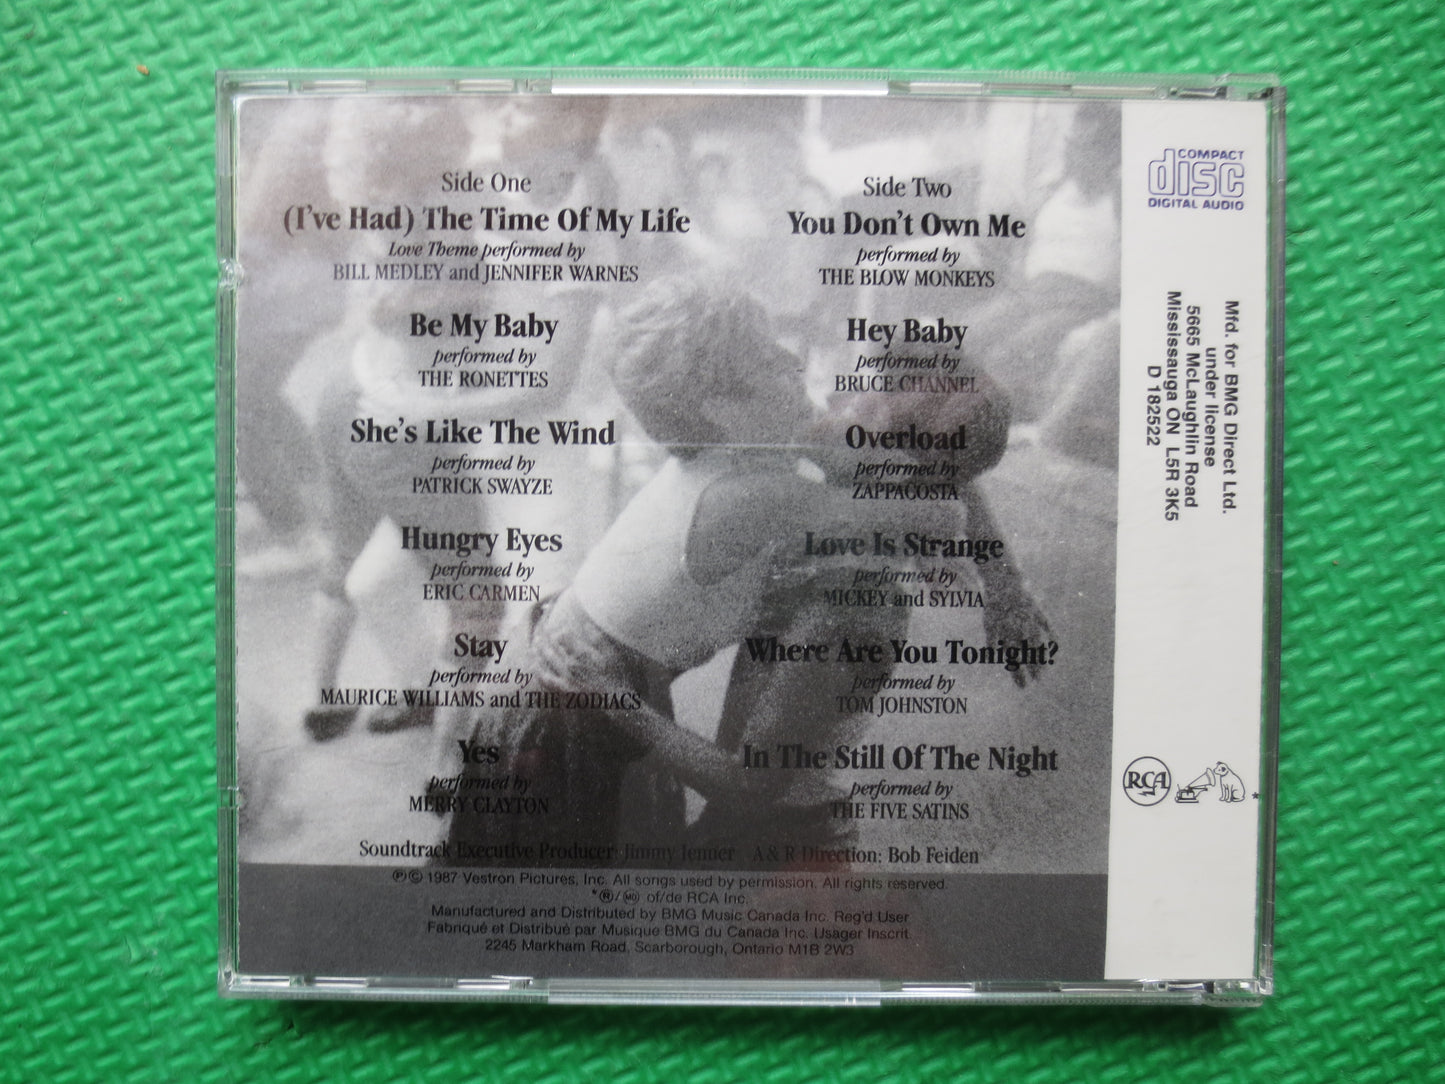 Side One
(I've Had) The Time Of My Life
Love Theme performed by
BILL MEDLEY and JENNIFER WARNES
Be My Baby
performed by
THE RONETTES
She's Like The Wind
performed by
PATRICK SWAYZE
Hungry Eyes
performed by
ERIC CARMEN
Stay
performed by
MAURICE WILLIAMS and THE ZODIACS
Yes
performed by
MERRY CLAYTON
Side Two
You Don't Own Me
performed by
THE BLOW MONKEYS
Hey Baby
performed by
BRUCE CHANNEL
Overload
performed by
ZAPPACOSTA
Love Is Strange
performed by
MICKEY and SYLVIA
Where Are You Tonight?
performed by
TOM JOHNSTON
In The Still Of The Night
performed by
THE FIVE SATINS
Soundtrack Executive Producer: Jimmy Ienner A & R Direction: Bob Feiden
℗© 1987 Vestron Pictures, Inc. All songs used by permission. All rights reserved.
*®/MD of/de RCA Inc.
Manufactured and Distributed by BMG Music Canada Inc. Reg'd User
Fabriqué et Distribué par Musique BMG du Canada Inc. Usager Inscrit
2245 Markham Road, Scarborough, Ontario M1B 2W3
COMPACT
disc
DIGITAL AUDIO
Mfd. for BMG Direct Ltd.
under license
5665 McLaughlin Road
Mississauga ON L5R 3K5
D 182522
RCA
*